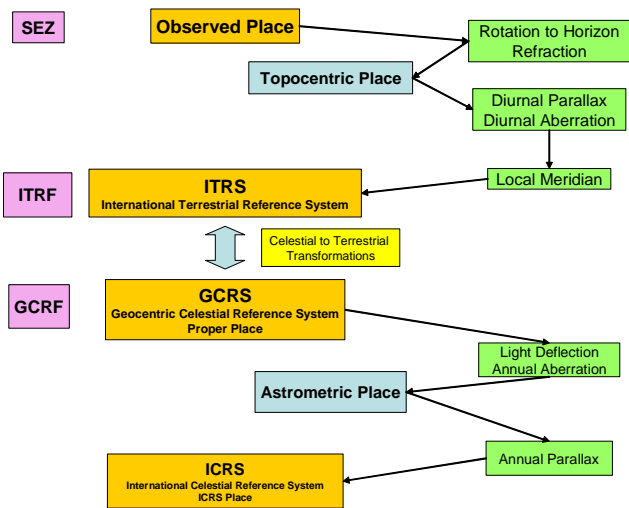 SEZ
Observed Place
Rotation to Horizon
Refraction
Topocentric Place
Diurnal Parallax
Diurnal Aberration
Local Meridian
ITRF
ITRS
International Terrestrial Reference System
Celestial to Terrestrial
Transformations
GCRF
GCRS
Geocentric Celestial Reference System
Proper Place
Light Deflection
Annual Aberration
Astrometric Place
Annual Parallax
ICRS
International Celestial Reference System
ICRS Place